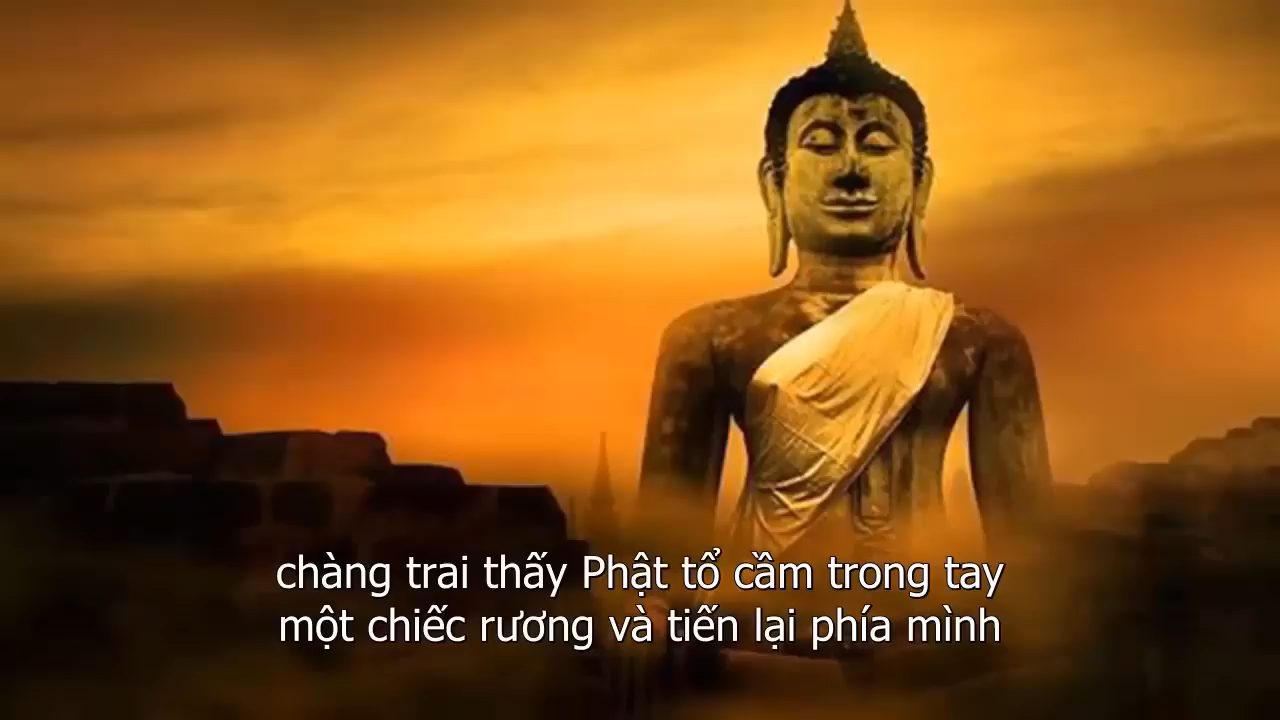 chàng trai thấy Phật tổ cầm trong tay
một chiếc rương và tiến lại phía mình